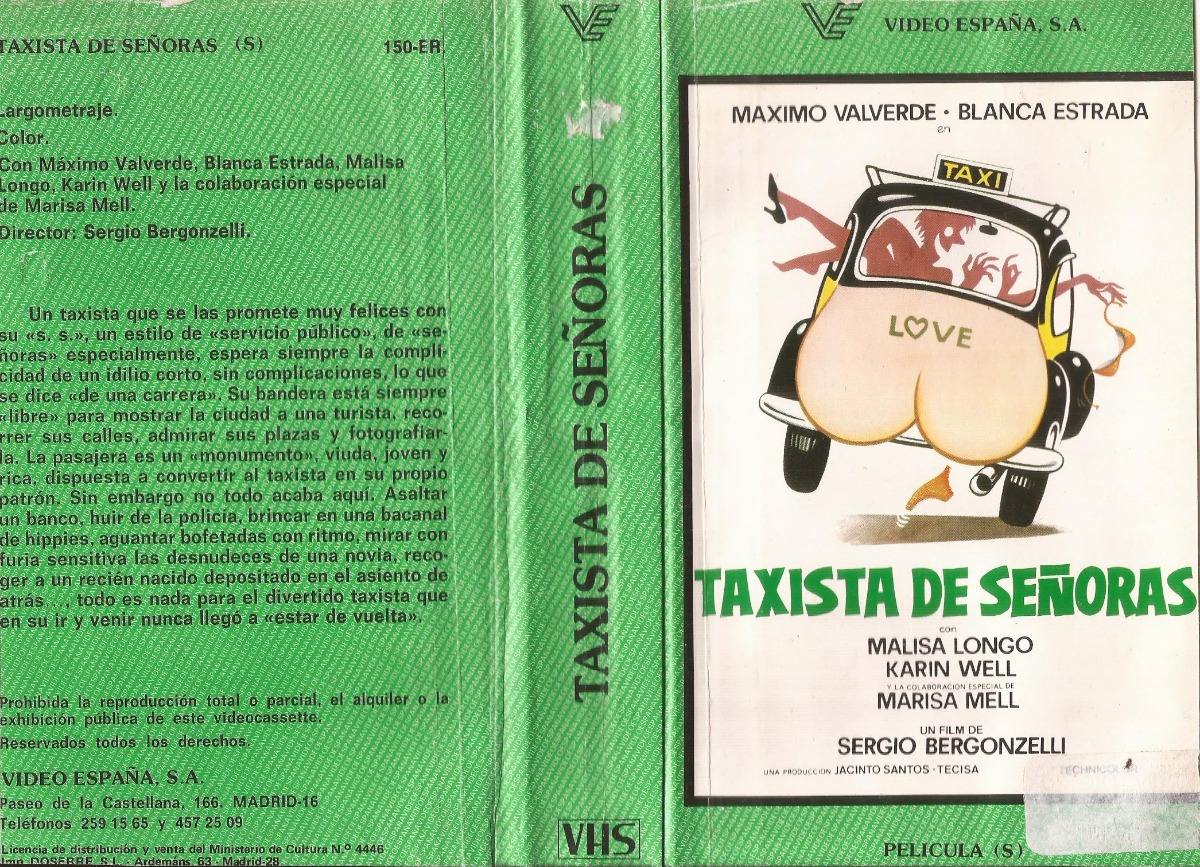 TAXISTA DE SEÑORAS (S) 150-ER
Largometraje.
Color.
Con Máximo Valverde, Blanca Estrada, Malisa
Longo, Karin Well y la colaboración especial
de Marisa Mell.
Director: Sergio Bergonzelli.
Un taxista que se las promete muy felices con
su «s. s.», un estilo de «servicio público», de «se-
ñoras» especialmente, espera siempre la compli-
cidad de un idilio corto, sin complicaciones, lo que
se dice «de una carrera». Su bandera está siempre
«libre» para mostrar la ciudad a una turista, reco-
rrer sus calles, admirar sus plazas y fotografiar-
la. La pasajera es un «monumento», viuda, joven y
rica, dispuesta a convertir al taxista en su propio
patrón. Sin embargo no todo acaba aquí. Asaltar
un banco, huir de la policía, brincar en una bacanal
de hippies, aguantar bofetadas con ritmo, mirar con
furia sensitiva las desnudeces de una novia, reco-
ger a un recién nacido depositado en el asiento de
atrás..., todo es nada para el divertido taxista que
en su ir y venir nunca llegó a «estar de vuelta».
Prohibida la reproducción total o parcial, el alquiler o la
exhibición pública de este videocassette.
Reservados todos los derechos.
VIDEO ESPAÑA, S.A.
Paseo de la Castellana, 166. MADRID-16
Teléfonos 259 15 65 y 457 25 09
Licencia de distribución y venta del Ministerio de Cultura N.º 4446
Imp. DOSERRE, S.L. - Ardemáns 63 - Madrid-28
VE
TAXISTA DE SEÑORAS
VHS
VE VIDEO ESPAÑA, S.A.
MAXIMO VALVERDE · BLANCA ESTRADA
en
TAXI
LOVE
TAXISTA DE SEÑORAS
con
MALISA LONGO
KARIN WELL
Y LA COLABORACION ESPECIAL DE
MARISA MELL
UN FILM DE
SERGIO BERGONZELLI
UNA PRODUCCION JACINTO SANTOS - TECISA TECHNICOLOR
PELICULA (S)